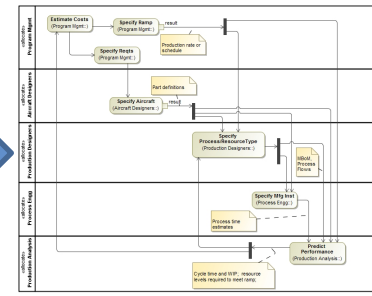 «allocate»
Program Mgmt
Estimate Costs
(Program Mgmt::)
Specify Ramp
(Program Mgmt::)
result
Production rate or
schedule
Specify Reqts
(Program Mgmt::)
«allocate»
Aircraft Designers
Part definitions
Specify Aircraft
(Aircraft Designers::)
result
«allocate»
Production Designers
Specify
Process/ResourceType
(Production Designers::)
MBoM,
Process
Flows
«allocate»
Process Engg
Specify Mfg Inst
(Process Engg::)
Process time
estimates
«allocate»
Production Analysis
Predict
Performance
(Production Analysis::)
Cycle time and WIP; resource
levels required to meet ramp;